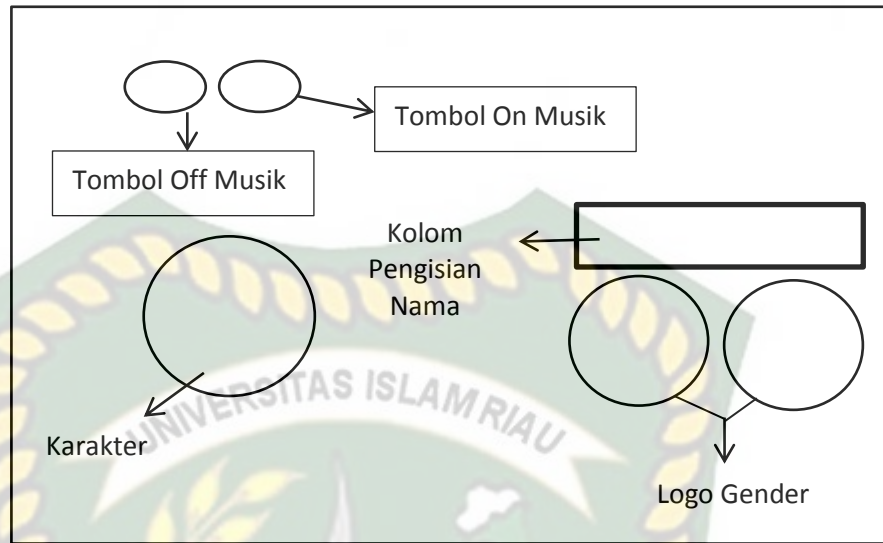 Tombol On Musik
Tombol Off Musik
Kolom
Pengisian
Nama
Karakter
Logo Gender
UNIVERSITAS ISLAM RIAU